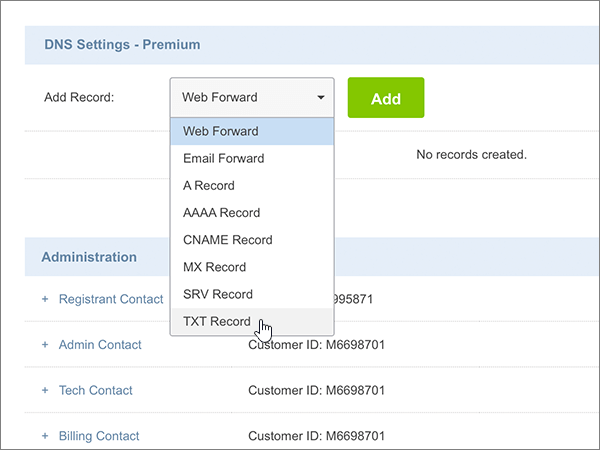 DNS Settings - Premium
Add Record: Web Forward Add
Web Forward
Email Forward
No records created.
A Record
AAAA Record
CNAME Record
MX Record
SRV Record
TXT Record
Administration
+ Registrant Contact 995871
+ Admin Contact Customer ID: M6698701
+ Tech Contact Customer ID: M6698701
+ Billing Contact Customer ID: M6698701